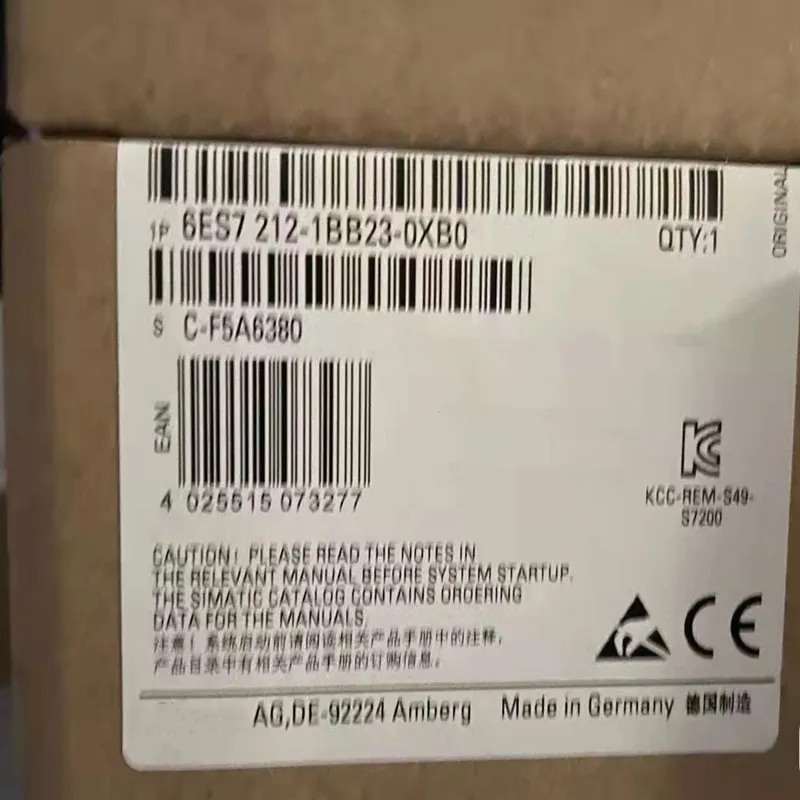 1P 6ES7 212-1BB23-0XB0
QTY:1
ORIGINAL
S C-F5A6380
EAN
4 025515 073277
KCC-REM-S49-
S7200
CAUTION! PLEASE READ THE NOTES IN
THE RELEVANT MANUAL BEFORE SYSTEM STARTUP.
THE SIMATIC CATALOG CONTAINS ORDERING
DATA FOR THE MANUALS.
注意! 系统启动前请阅读相关产品手册中的注释,
产品目录中有相关产品手册的订购信息.
CE
AG,DE-92224 Amberg Made in Germany 德国制造